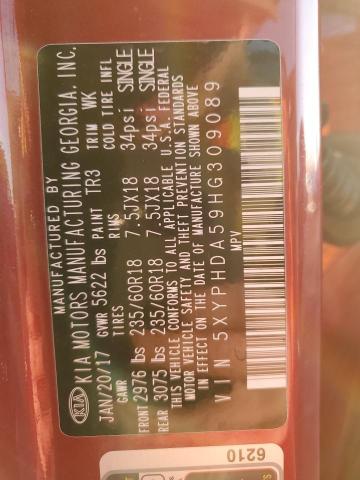 MANUFACTURED BY
KIA KIA MOTORS MANUFACTURING GEORGIA, INC.
JAN/20/17 PAINT TR3 TRIM WK
GVWR 5622 lbs
GAWR TIRES RIMS COLD TIRE INFL
FRONT 2976 lbs 235/60R18 7.5JX18 34psi SINGLE
REAR 3075 lbs 235/60R18 7.5JX18 34psi SINGLE
THIS VEHICLE CONFORMS TO ALL APPLICABLE U.S.A. FEDERAL
MOTOR VEHICLE SAFETY AND THEFT PREVENTION STANDARDS
IN EFFECT ON THE DATE OF MANUFACTURE SHOWN ABOVE
VIN 5XYPHDA59HG309089
MPV
6210